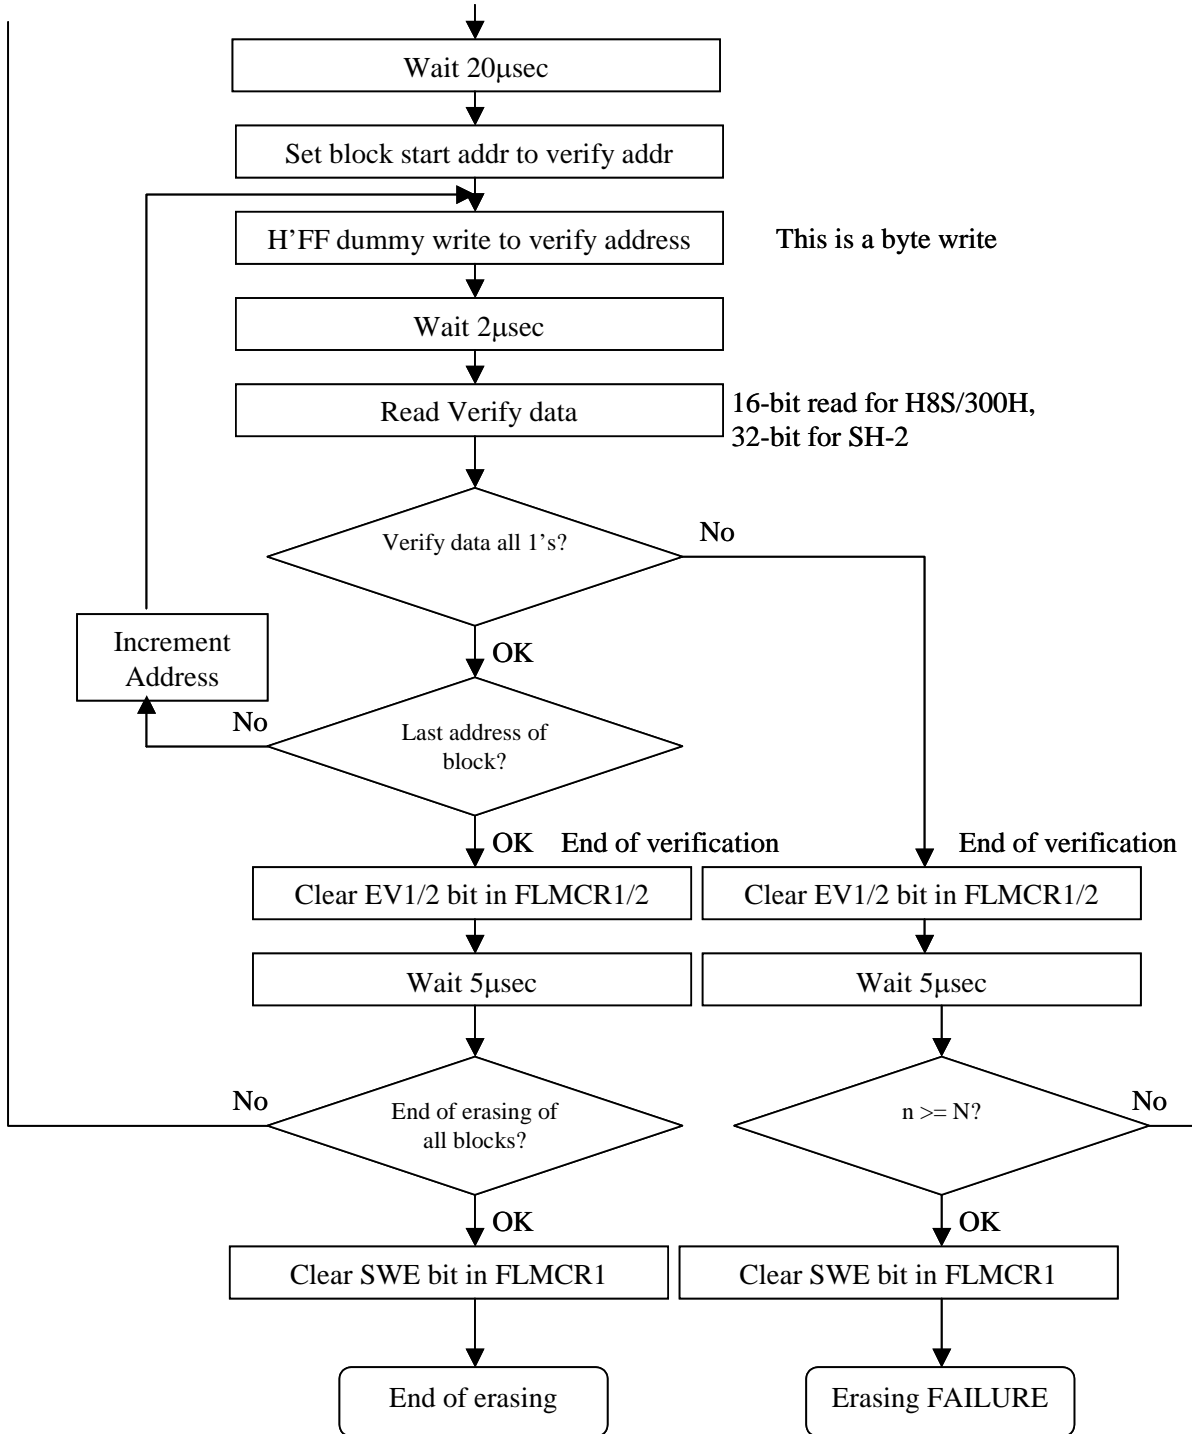 Wait 20μsec
Set block start addr to verify addr
H'FF dummy write to verify address
This is a byte write
Wait 2μsec
Read Verify data
16-bit read for H8S/300H,
32-bit for SH-2
Verify data all 1's?
No
OK
Increment
Address
No
Last address of
block?
OK
End of verification
End of verification
Clear EV1/2 bit in FLMCR1/2
Clear EV1/2 bit in FLMCR1/2
Wait 5μsec
Wait 5μsec
No
End of erasing of
all blocks?
n >= N?
No
OK
OK
Clear SWE bit in FLMCR1
Clear SWE bit in FLMCR1
End of erasing
Erasing FAILURE